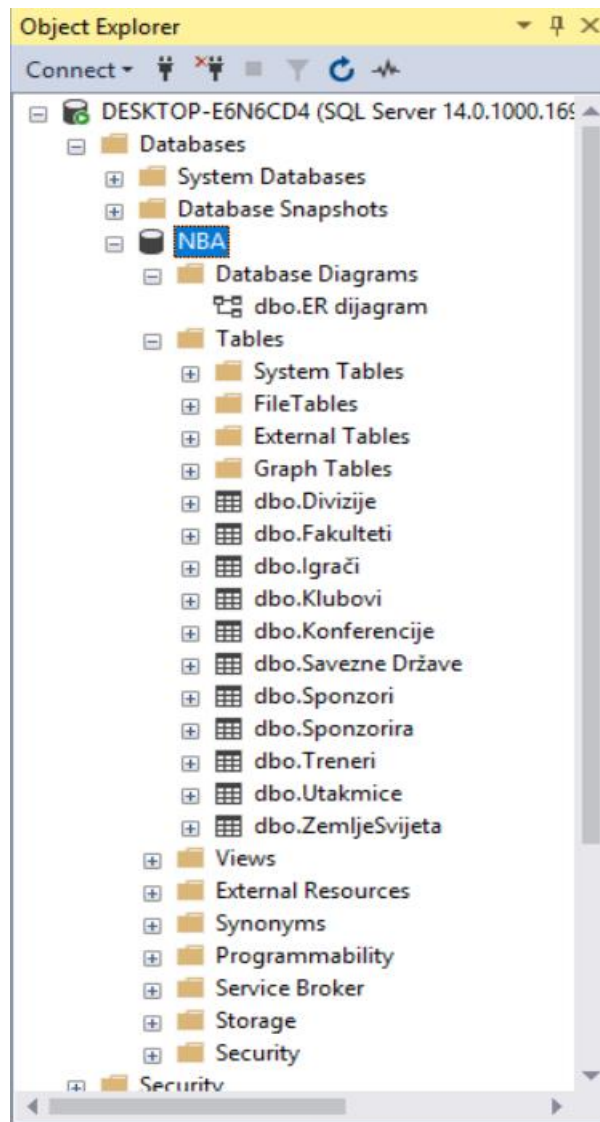 Object Explorer
Connect
DESKTOP-E6N6CD4 (SQL Server 14.0.1000.169
Databases
System Databases
Database Snapshots
NBA
Database Diagrams
dbo.ER dijagram
Tables
System Tables
FileTables
External Tables
Graph Tables
dbo.Divizije
dbo.Fakulteti
dbo.Igrači
dbo.Klubovi
dbo.Konferencije
dbo.Savezne Države
dbo.Sponzori
dbo.Sponzorira
dbo.Treneri
dbo.Utakmice
dbo.ZemljeSvijeta
Views
External Resources
Synonyms
Programmability
Service Broker
Storage
Security
Security